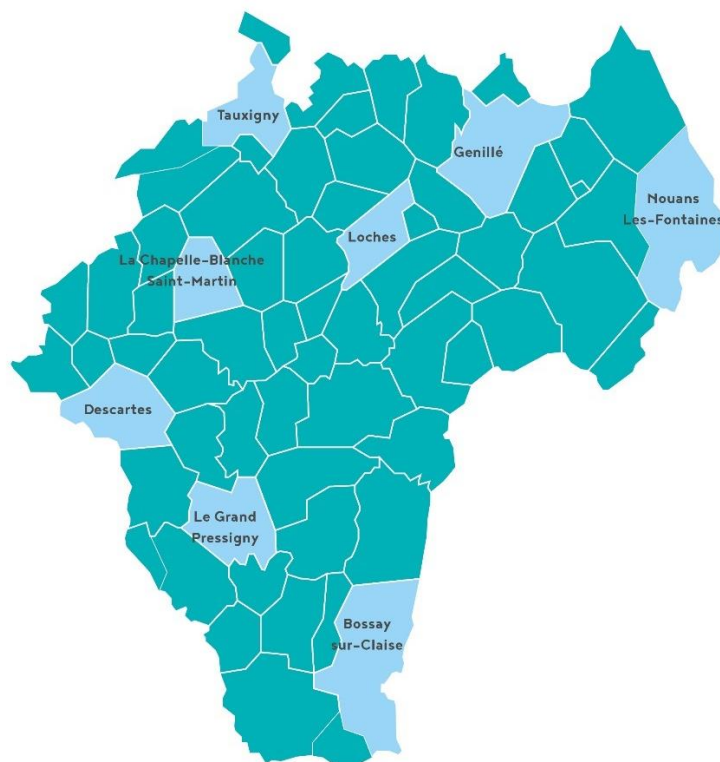 Tauxigny
Genillé
Nouans
Les-Fontaines
Loches
La Chapelle-Blanche
Saint-Martin
Descartes
Le Grand
Pressigny
Bossay
sur-Claise